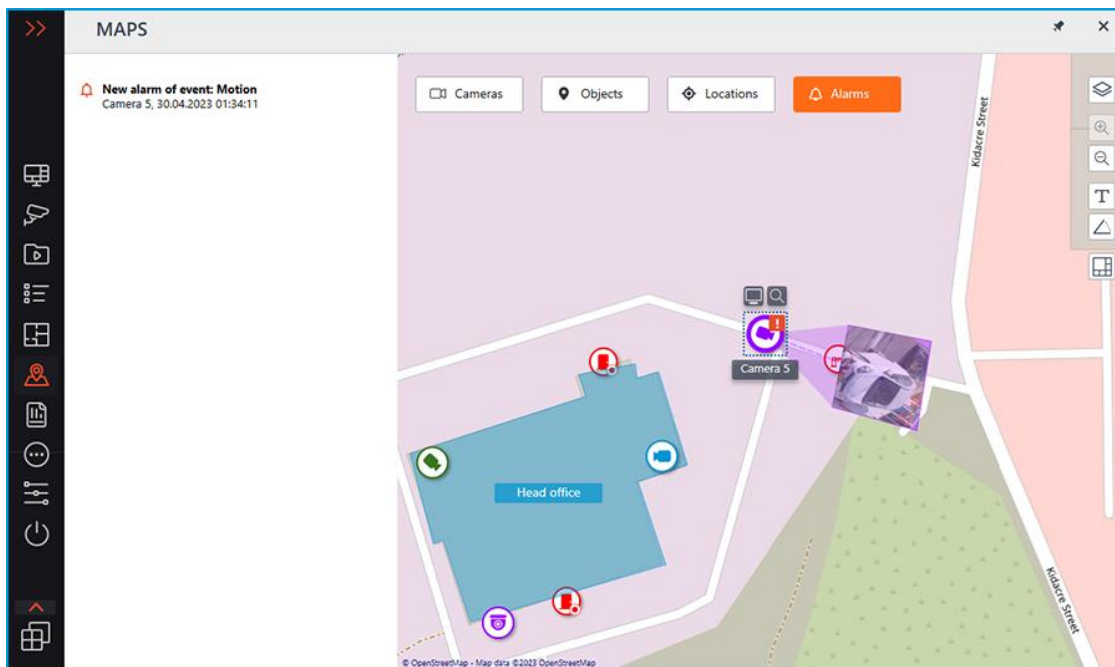 MAPS
New alarm of event: Motion
Camera 5, 30.04.2023 01:34:11
Cameras
Objects
Locations
Alarms
Kidacre Street
T
Camera 5
Head office
Kidacre Street
© OpenStreetMap - Map data ©2023 OpenStreetMap